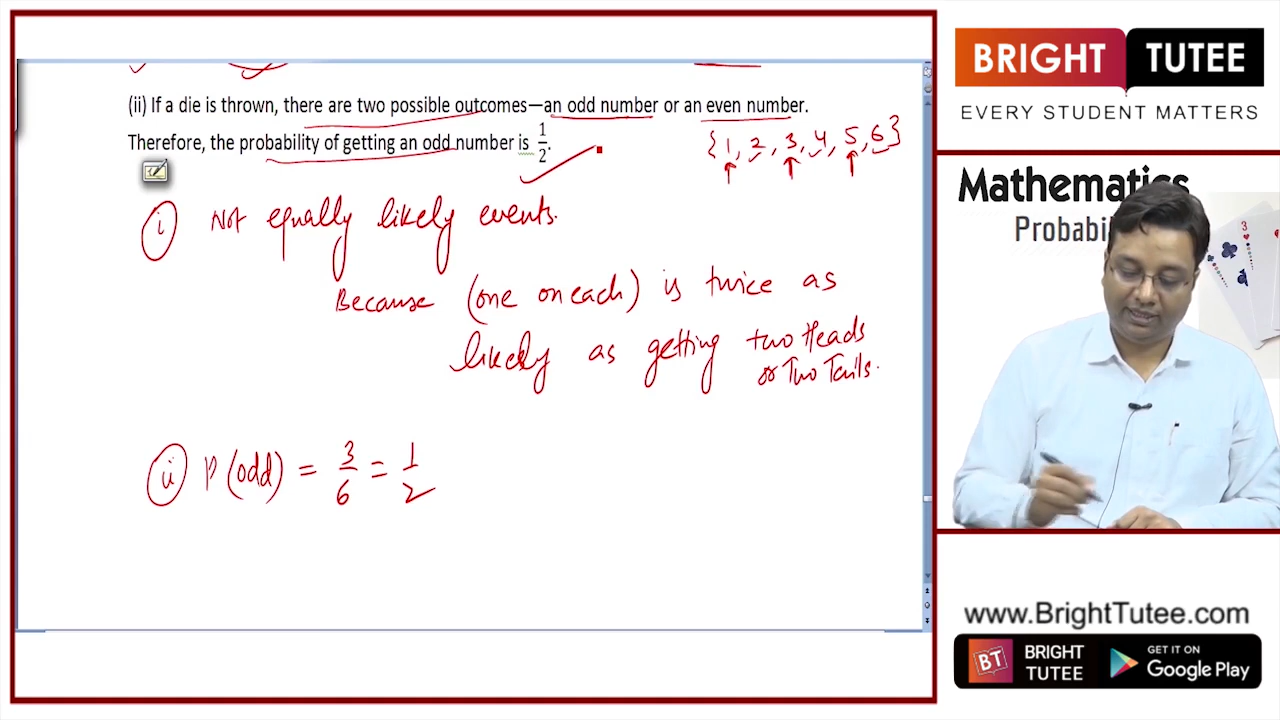 (ii) If a die is thrown, there are two possible outcomes—an odd number or an even number.
Therefore, the probability of getting an odd number is 1/2.
{1, 2, 3, 4, 5, 6}
i Not equally likely events.
Because (one on each) is twice as
likely as getting two Heads
or Two Tails.
ii P(odd) = 3/6 = 1/2
BRIGHT TUTEE
EVERY STUDENT MATTERS
Mathematics
Probabi
3
www.BrightTutee.com
BT BRIGHT TUTEE
GET IT ON
Google Play